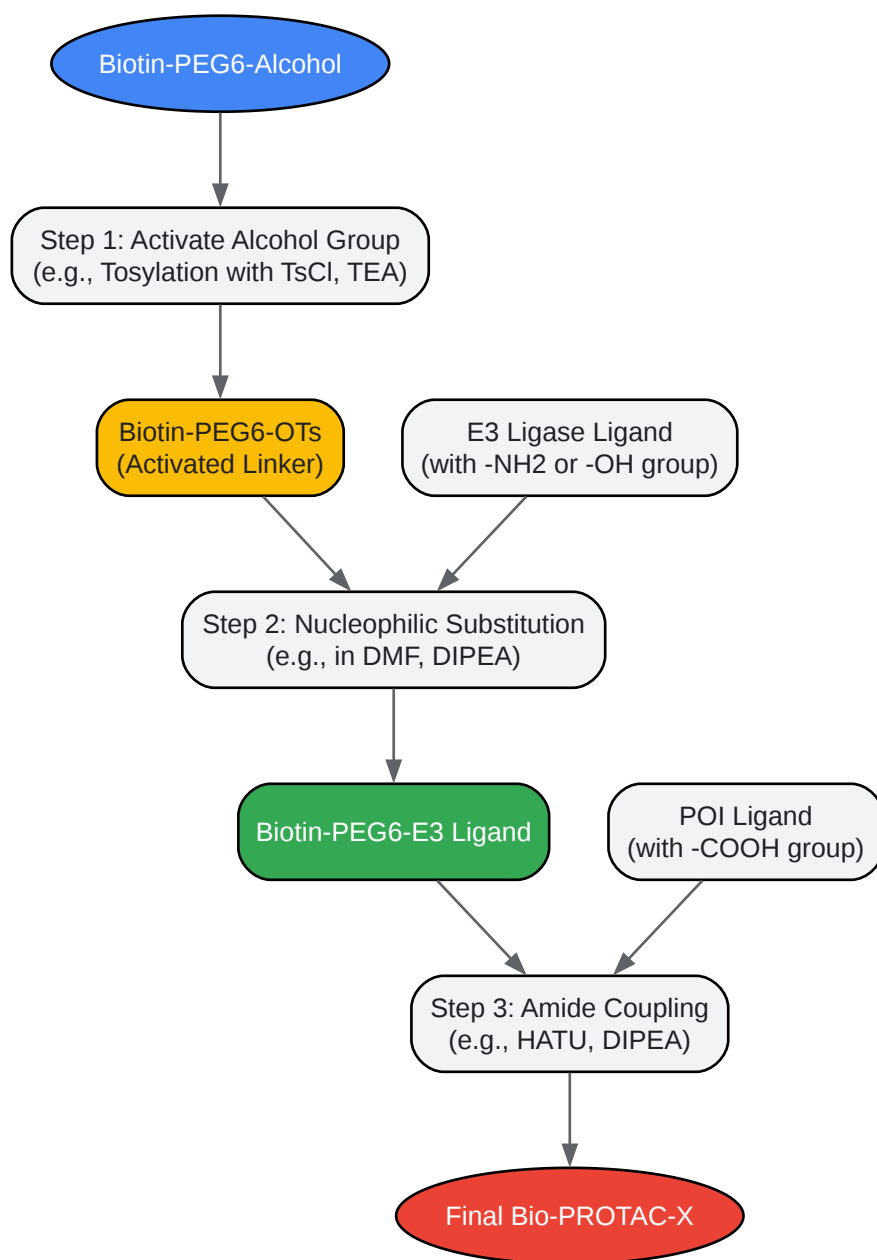 Biotin-PEG6-Alcohol
Step 1: Activate Alcohol Group
(e.g., Tosylation with TsCl, TEA)
Biotin-PEG6-OTs
(Activated Linker)
E3 Ligase Ligand
(with -NH2 or -OH group)
Step 2: Nucleophilic Substitution
(e.g., in DMF, DIPEA)
Biotin-PEG6-E3 Ligand
POI Ligand
(with -COOH group)
Step 3: Amide Coupling
(e.g., HATU, DIPEA)
Final Bio-PROTAC-X